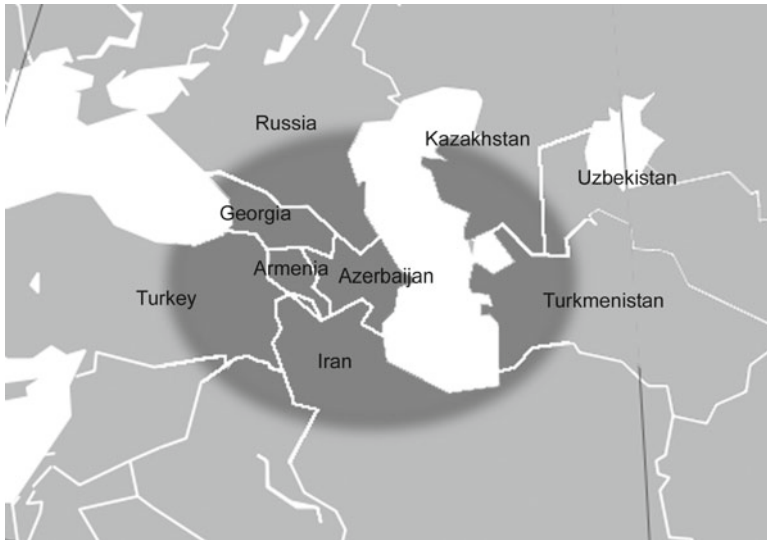 Russia
Kazakhstan
Uzbekistan
Georgia
Armenia
Azerbaijan
Turkey
Turkmenistan
Iran